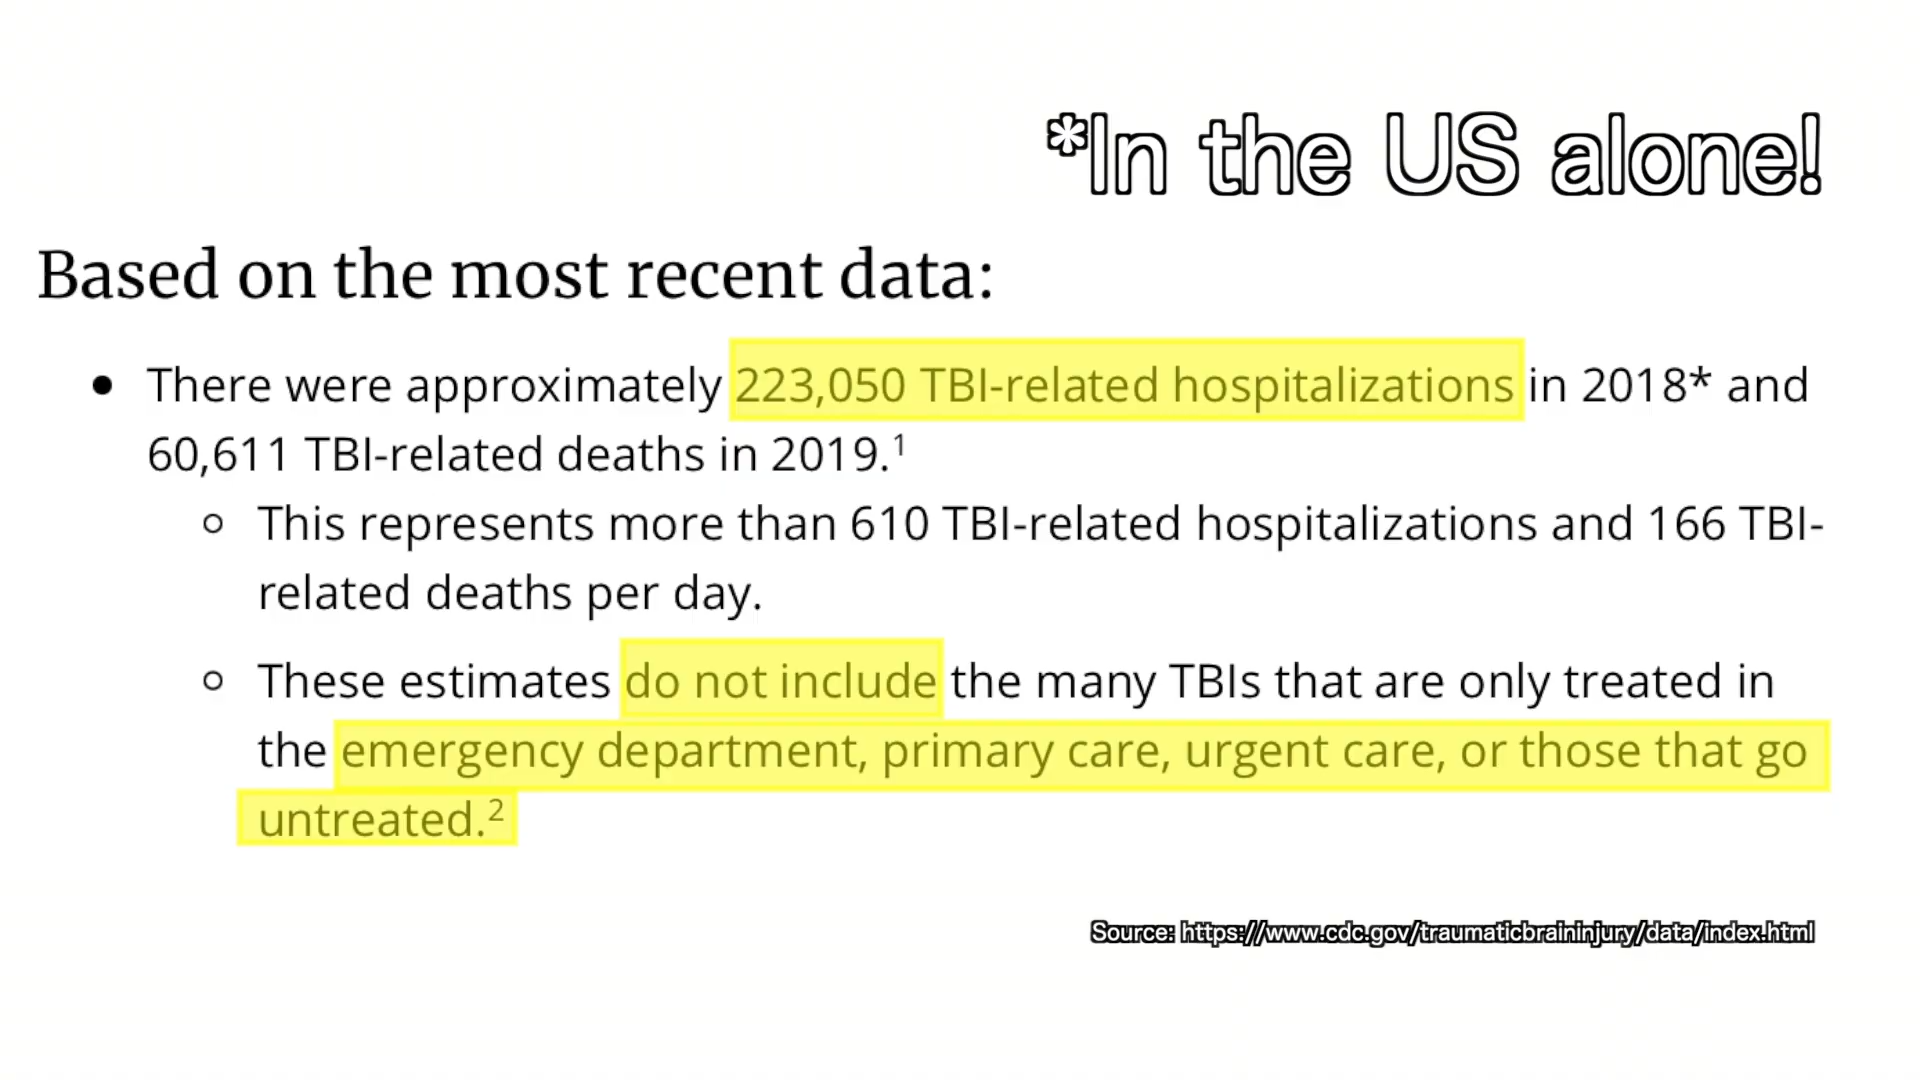 *In the US alone!
Based on the most recent data:
• There were approximately 223,050 TBI-related hospitalizations in 2018* and
60,611 TBI-related deaths in 2019.¹
○ This represents more than 610 TBI-related hospitalizations and 166 TBI-
related deaths per day.
○ These estimates do not include the many TBIs that are only treated in
the emergency department, primary care, urgent care, or those that go
untreated.²
Source: https://www.cdc.gov/traumaticbraininjury/data/index.html